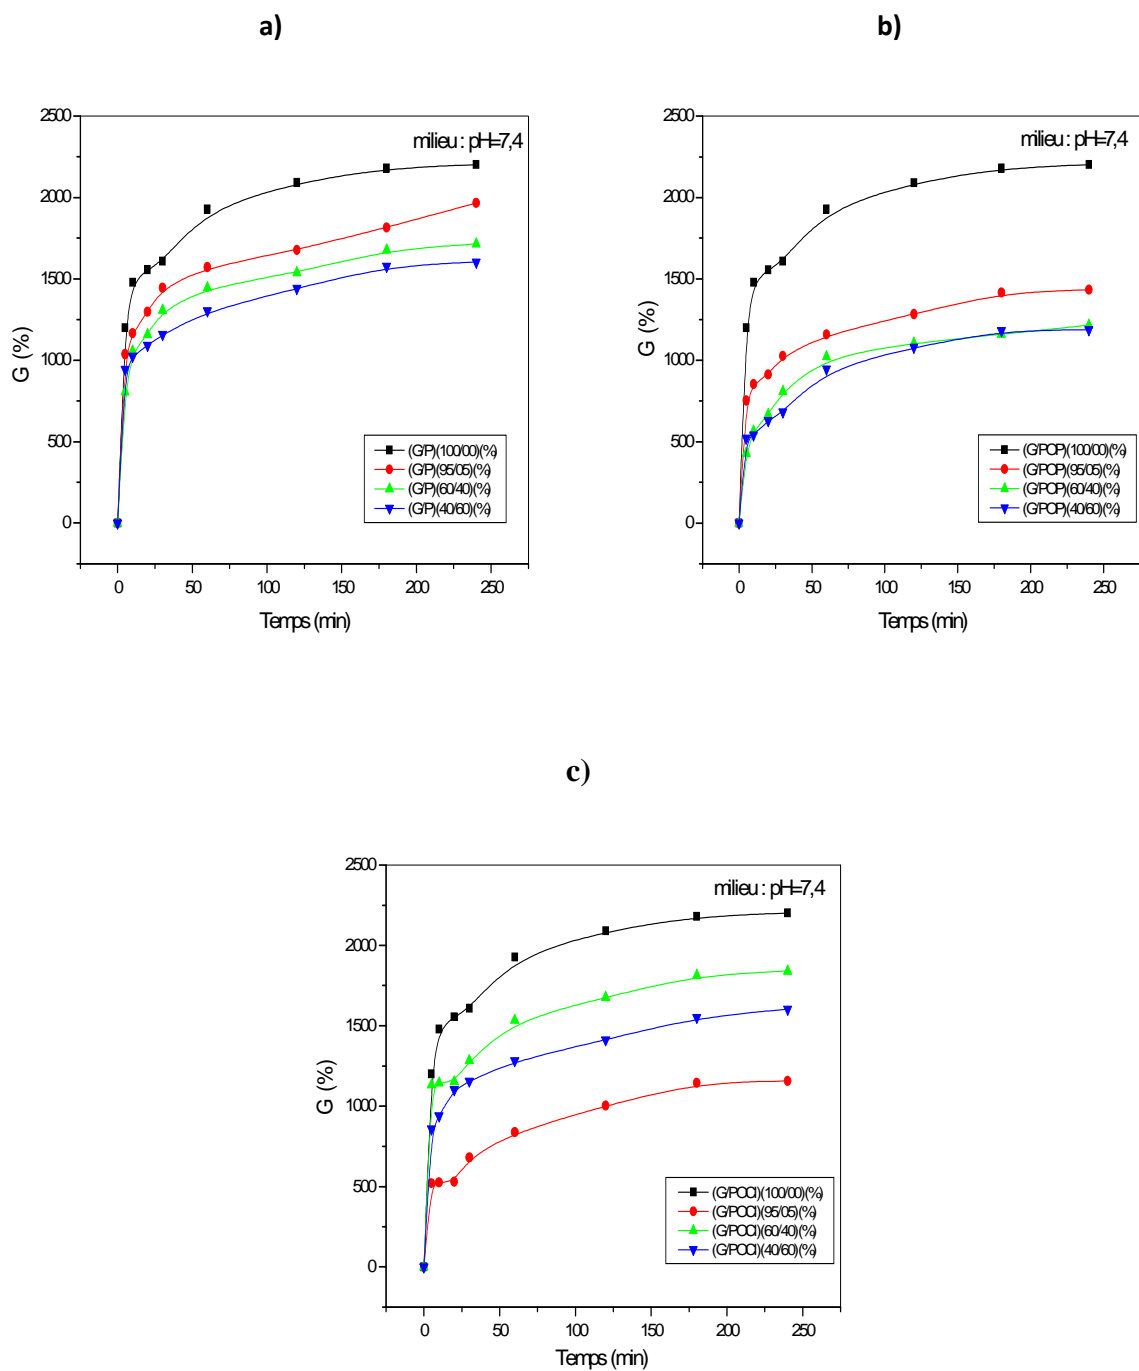 a)
b)
2500
2000
1500
1000
500
0
G (%)
milieu : pH=7,4
(G/P)(100/00)(%)
(G/P)(95/05)(%)
(G/P)(60/40)(%)
(G/P)(40/60)(%)
0 50 100 150 200 250
Temps (min)
2500
2000
1500
1000
500
0
G (%)
milieu : pH=7,4
(G/POP)(100/00)(%)
(G/POP)(95/05)(%)
(G/POP)(60/40)(%)
(G/POP)(40/60)(%)
0 50 100 150 200 250
Temps (min)
c)
2500
2000
1500
1000
500
0
G (%)
milieu : pH=7,4
(G/POCl)(100/00)(%)
(G/POCl)(95/05)(%)
(G/POCl)(60/40)(%)
(G/POCl)(40/60)(%)
0 50 100 150 200 250
Temps (min)